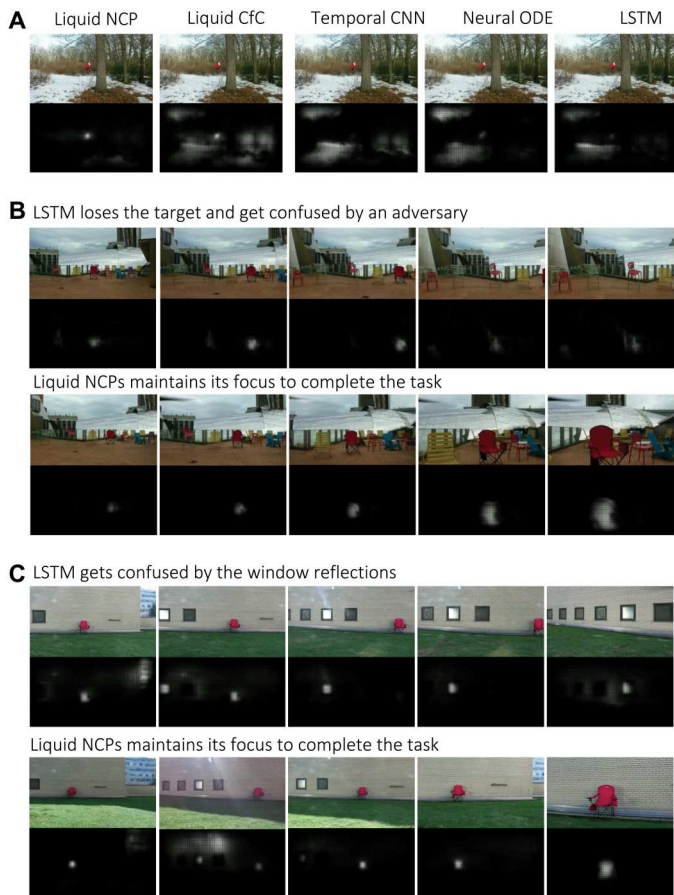 A
Liquid NCP Liquid CfC Temporal CNN Neural ODE LSTM
B LSTM loses the target and get confused by an adversary
Liquid NCPs maintains its focus to complete the task
C LSTM gets confused by the window reflections
Liquid NCPs maintains its focus to complete the task